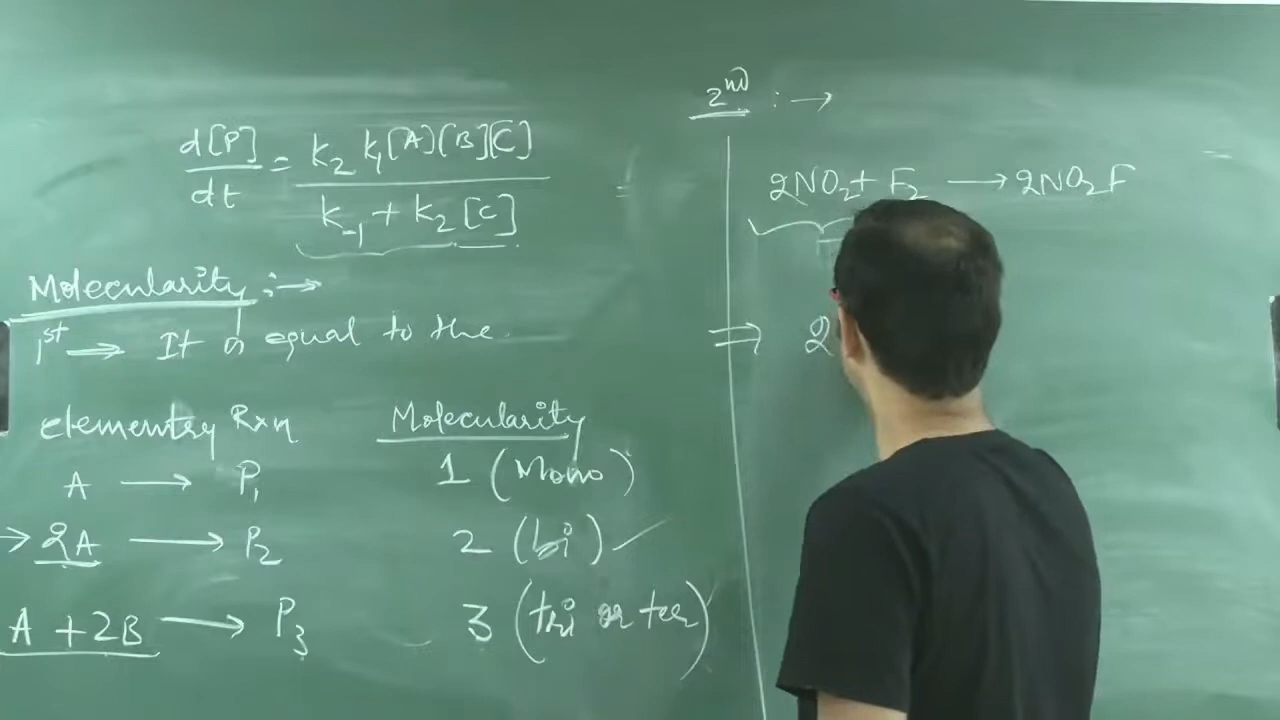 d[P]/dt = k₂ k₁[A][B][C] / k₋₁ + k₂ [C] =
Molecularity :→
1st ⟹ It is equal to the
elementry Rxn Molecularity
A → P₁ 1 (Mono)
→ 2A → P₂ 2 (bi) ✓
A + 2B → P₃ 3 (tri or ter)
2nd :→
2NO₂ + F₂ → 2NO₂F
⇒ 2